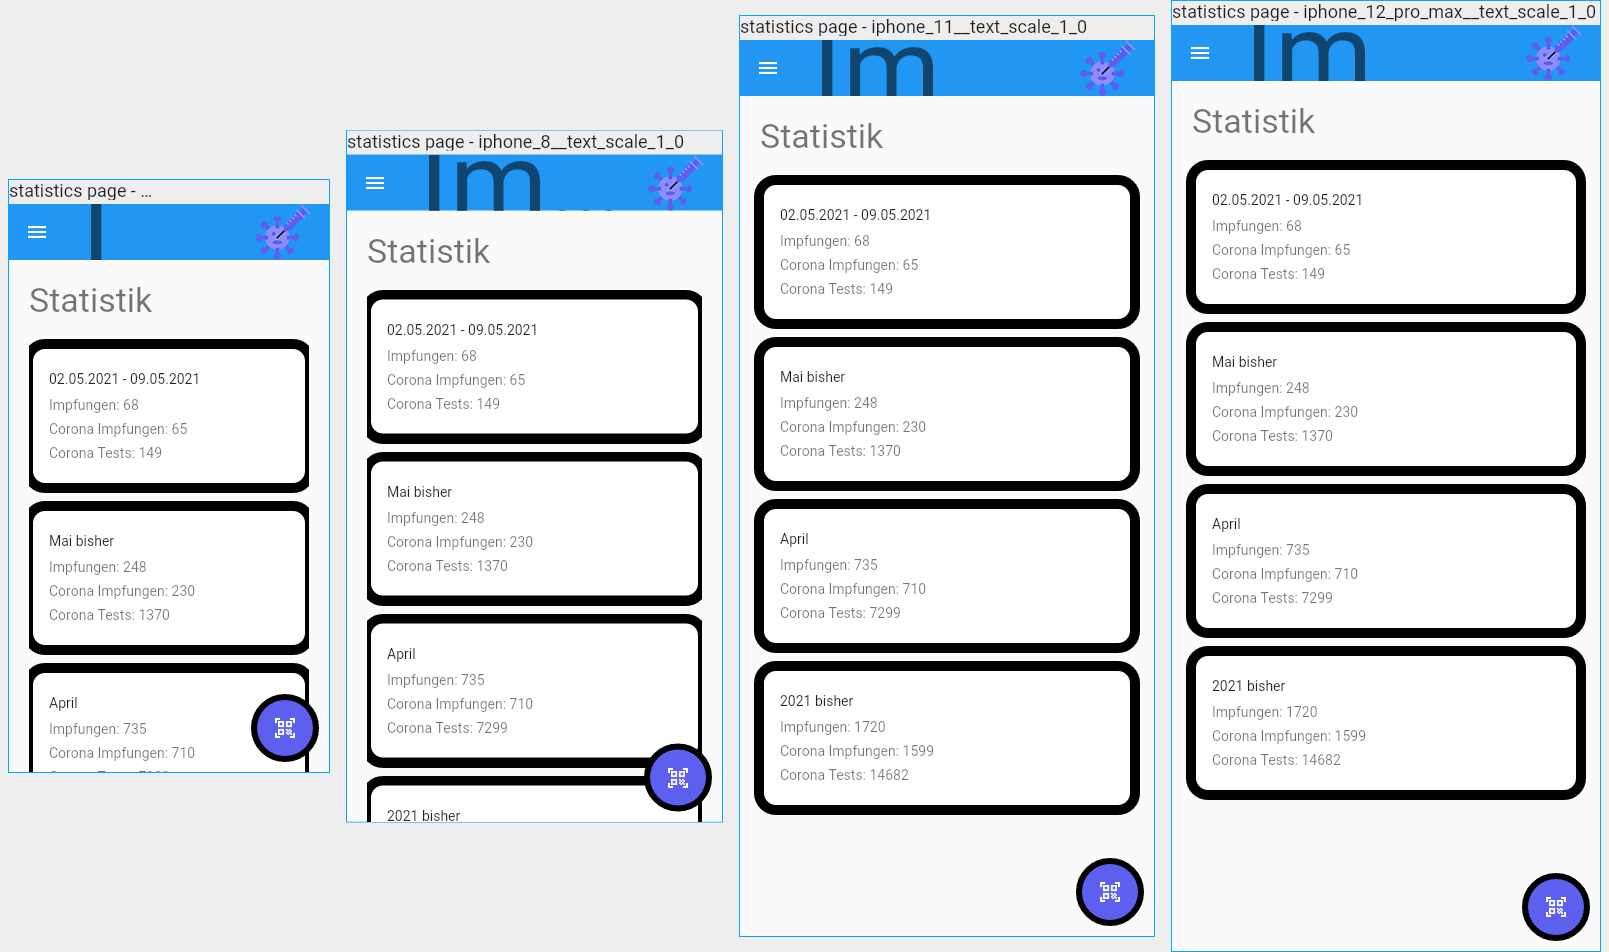 statistics page - ...
Statistik
02.05.2021 - 09.05.2021
Impfungen: 68
Corona Impfungen: 65
Corona Tests: 149
Mai bisher
Impfungen: 248
Corona Impfungen: 230
Corona Tests: 1370
April
Impfungen: 735
Corona Impfungen: 710
statistics page - iphone_8__text_scale_1_0
Im
Statistik
02.05.2021 - 09.05.2021
Impfungen: 68
Corona Impfungen: 65
Corona Tests: 149
Mai bisher
Impfungen: 248
Corona Impfungen: 230
Corona Tests: 1370
April
Impfungen: 735
Corona Impfungen: 710
Corona Tests: 7299
2021 bisher
statistics page - iphone_11__text_scale_1_0
Im
Statistik
02.05.2021 - 09.05.2021
Impfungen: 68
Corona Impfungen: 65
Corona Tests: 149
Mai bisher
Impfungen: 248
Corona Impfungen: 230
Corona Tests: 1370
April
Impfungen: 735
Corona Impfungen: 710
Corona Tests: 7299
2021 bisher
Impfungen: 1720
Corona Impfungen: 1599
Corona Tests: 14682
statistics page - iphone_12_pro_max__text_scale_1_0
Im
Statistik
02.05.2021 - 09.05.2021
Impfungen: 68
Corona Impfungen: 65
Corona Tests: 149
Mai bisher
Impfungen: 248
Corona Impfungen: 230
Corona Tests: 1370
April
Impfungen: 735
Corona Impfungen: 710
Corona Tests: 7299
2021 bisher
Impfungen: 1720
Corona Impfungen: 1599
Corona Tests: 14682